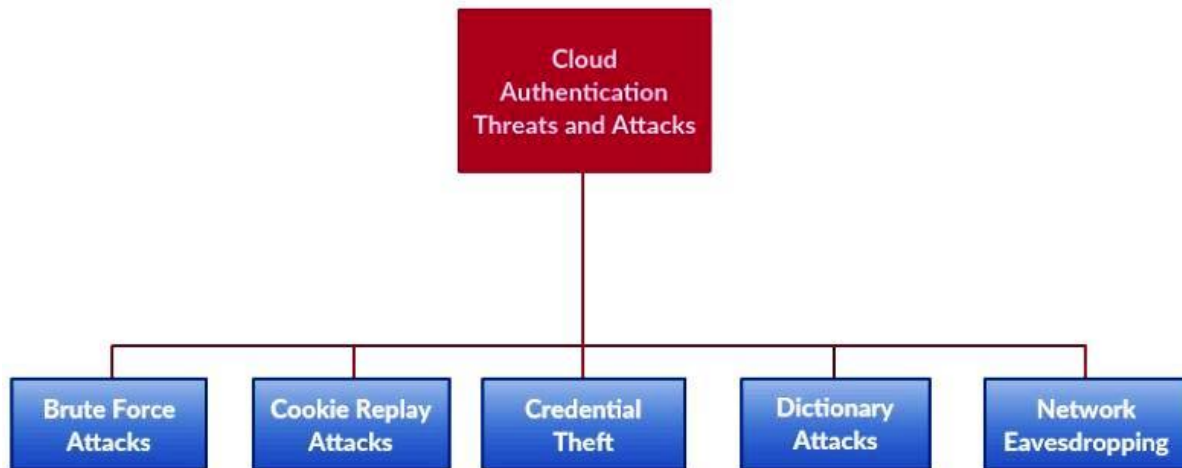 Cloud
Authentication
Threats and Attacks
Brute Force
Attacks
Cookie Replay
Attacks
Credential
Theft
Dictionary
Attacks
Network
Eavesdropping